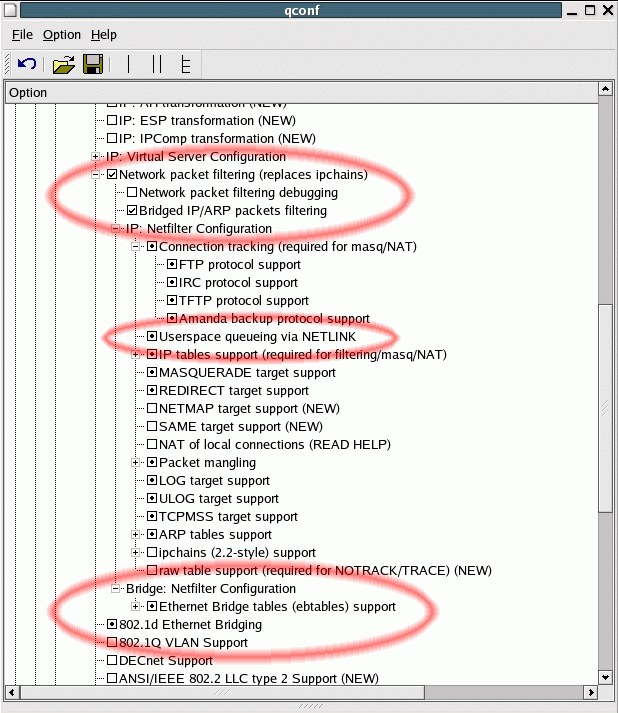 qconf
File Option Help
Option
IP: AH transformation (NEW)
IP: ESP transformation (NEW)
IP: IPComp transformation (NEW)
IP: Virtual Server Configuration
Network packet filtering (replaces ipchains)
Network packet filtering debugging
Bridged IP/ARP packets filtering
IP: Netfilter Configuration
Connection tracking (required for masq/NAT)
FTP protocol support
IRC protocol support
TFTP protocol support
Amanda backup protocol support
Userspace queueing via NETLINK
IP tables support (required for filtering/masq/NAT)
MASQUERADE target support
REDIRECT target support
NETMAP target support (NEW)
SAME target support (NEW)
NAT of local connections (READ HELP)
Packet mangling
LOG target support
ULOG target support
TCPMSS target support
ARP tables support
ipchains (2.2-style) support
raw table support (required for NOTRACK/TRACE) (NEW)
Bridge: Netfilter Configuration
Ethernet Bridge tables (ebtables) support
802.1d Ethernet Bridging
802.1Q VLAN Support
DECnet Support
ANSI/IEEE 802.2 LLC type 2 Support (NEW)